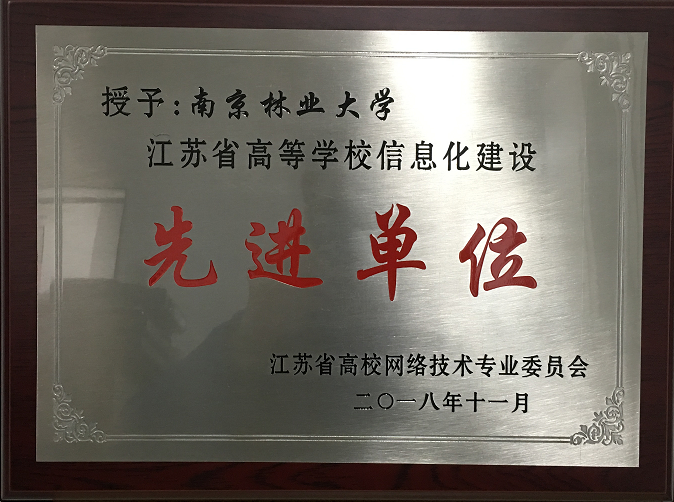 授予:南京林业大学
江苏省高等学校信息化建设
先进单位
江苏省高校网络技术专业委员会
二〇一八年十一月